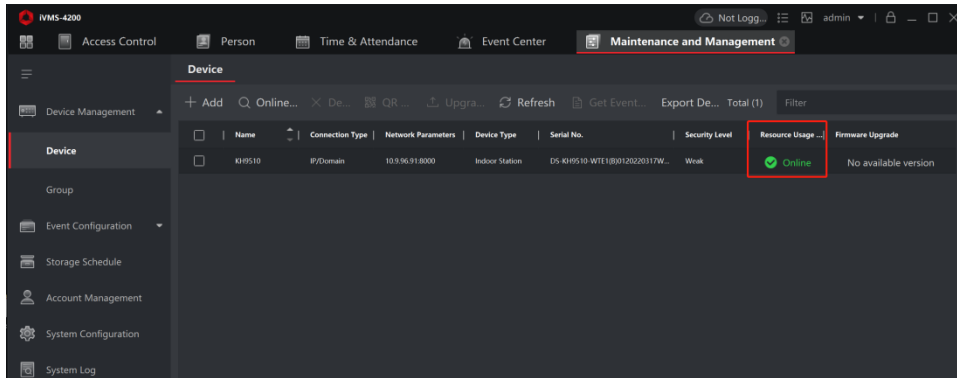 iVMS-4200 Not Logg... admin
Access Control Person Time & Attendance Event Center Maintenance and Management
Device
Device Management
+ Add Online... De... QR ... Upgra... Refresh Get Event... Export De... Total (1) Filter
Name Connection Type Network Parameters Device Type Serial No. Security Level Resource Usage ... Firmware Upgrade
Device
KH9510 IP/Domain 10.9.96.91:8000 Indoor Station DS-KH9510-WTE1(B)0120220317W... Weak Online No available version
Group
Event Configuration
Storage Schedule
Account Management
System Configuration
System Log